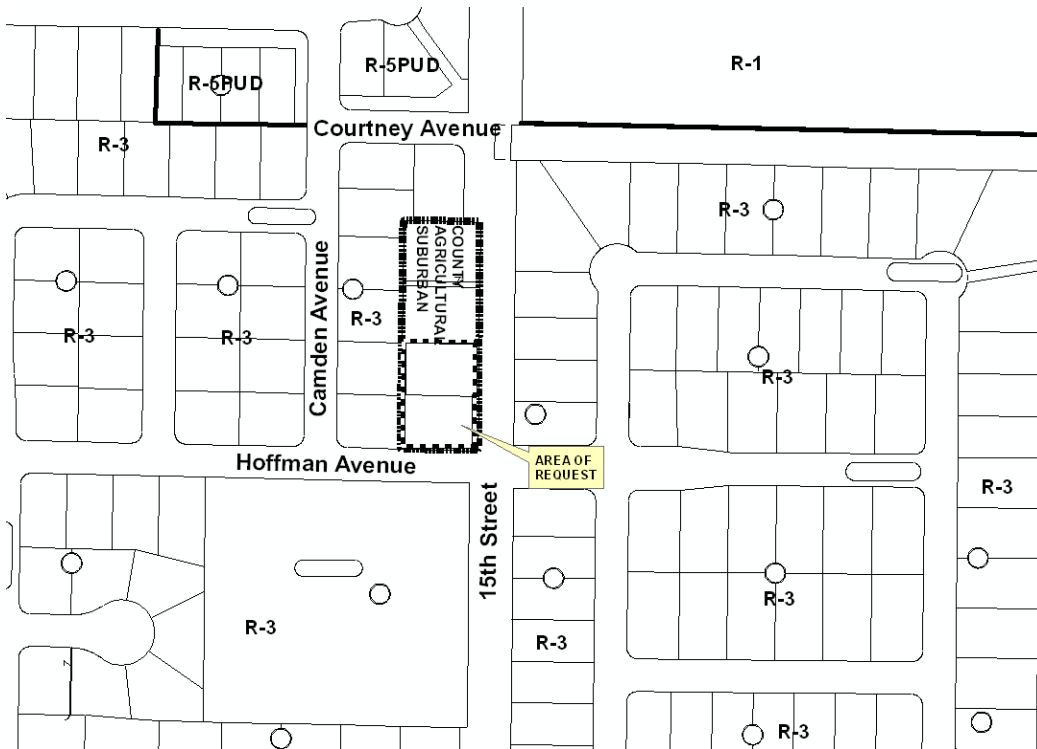 R-1
R-5PUD
R-5PUD
Courtney Avenue
R-3
R-3
COUNTY
AGRICULTURAL
SUBURBAN
Camden Avenue
R-3
R-3
R-3
R-3
AREA OF
REQUEST
Hoffman Avenue
15th Street
R-3
R-3
R-3
R-3
R-3
Z